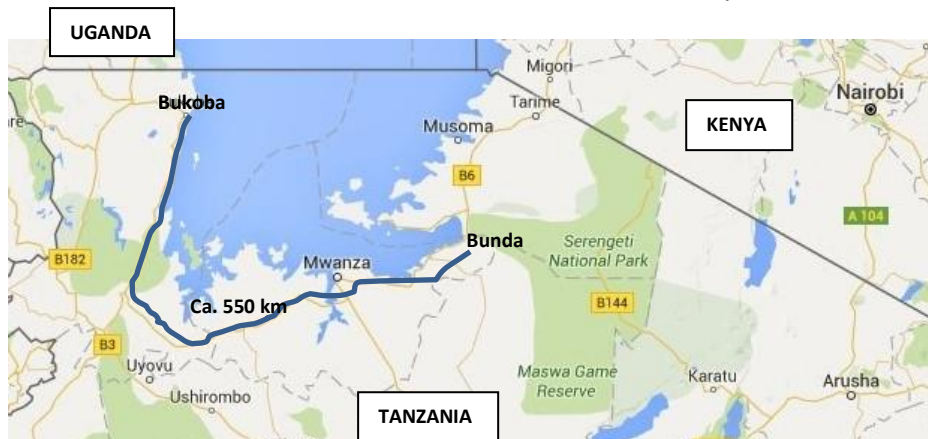 UGANDA
Migori
Bukoba
Tarime
Nairobi
Musoma
KENYA
B6
A 104
Bunda
Serengeti
National Park
B182
Mwanza
Ca. 550 km
B144
B3
Uyovu
Maswa Game
Reserve
Karatu
Arusha
Ushirombo
TANZANIA